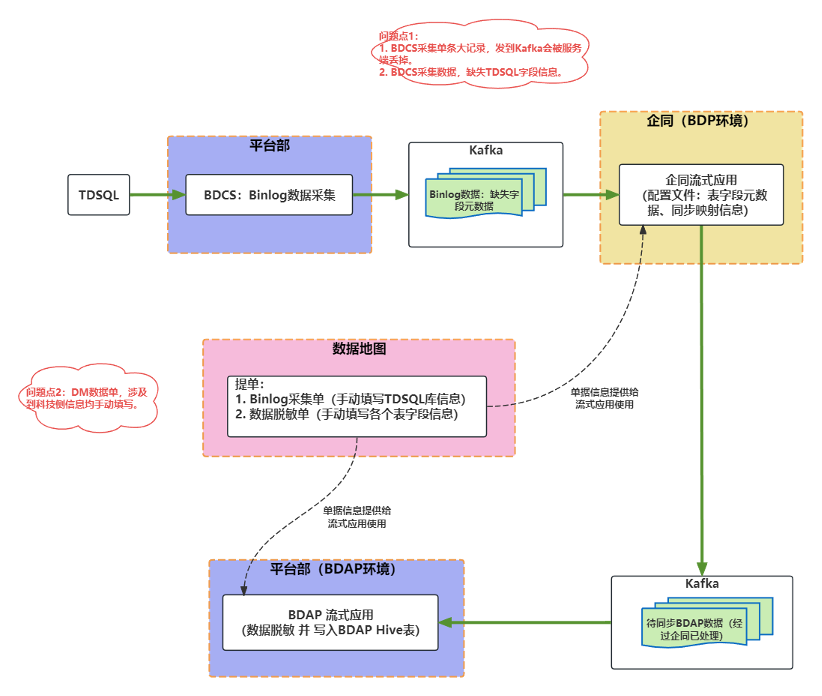 问题点1：
1. BDCS采集单条大记录，发到Kafka会被服务
端丢掉。
2. BDCS采集数据，缺失TDSQL字段信息。
企同（BDP环境）
平台部
Kafka
TDSQL
BDCS：Binlog数据采集
Binlog数据：缺失字
段元数据
企同流式应用
（配置文件：表字段元数
据、同步映射信息）
数据地图
提单：
1. Binlog采集单（手动填写TDSQL库信息）
2. 数据脱敏单（手动填写各个表字段信息）
问题点2：DM数据单，涉及
到科技侧信息均手动填写。
单据信息提供给
流式应用使用
单据信息提供给
流式应用使用
平台部（BDAP环境）
BDAP 流式应用
（数据脱敏 并 写入BDAP Hive表）
Kafka
待同步BDAP数据（经
过企同已处理）